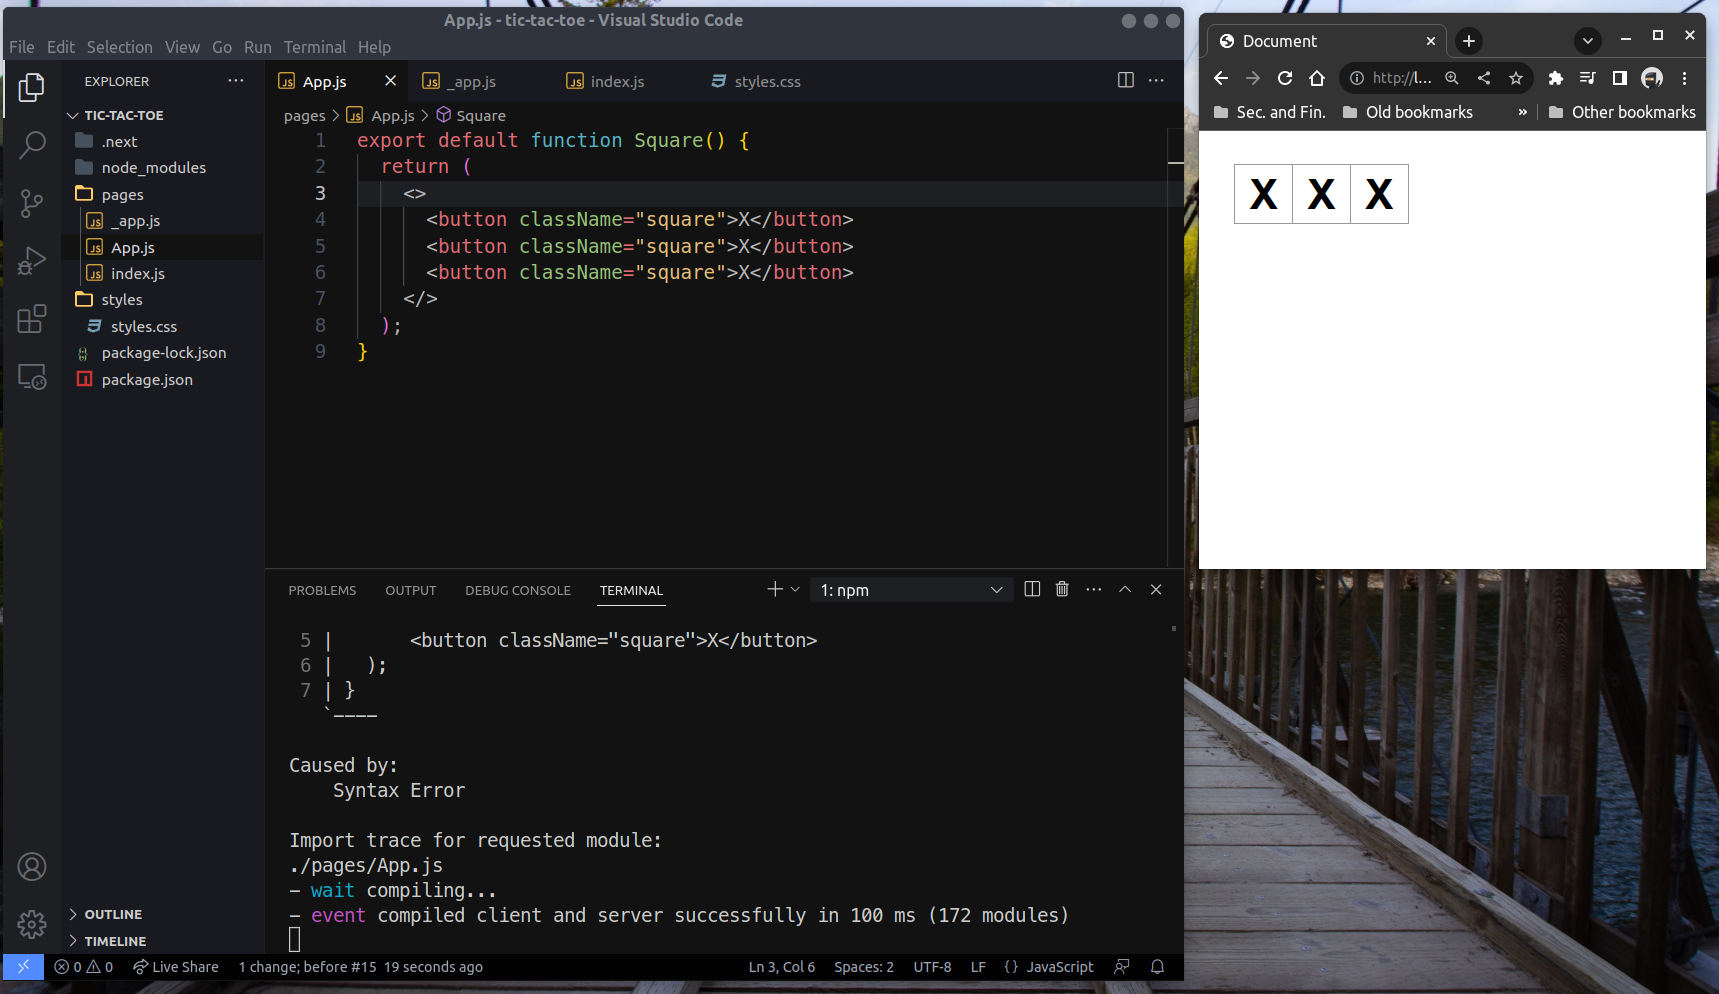 App.js - tic-tac-toe - Visual Studio Code
File Edit Selection View Go Run Terminal Help
EXPLORER
TIC-TAC-TOE
.next
node_modules
pages
_app.js
App.js
index.js
styles
styles.css
package-lock.json
package.json
OUTLINE
TIMELINE
App.js _app.js index.js styles.css
pages > App.js > Square
1 export default function Square() {
2 return (
3 <>
4 <button className="square">X</button>
5 <button className="square">X</button>
6 <button className="square">X</button>
7 </>
8 );
9 }
PROBLEMS OUTPUT DEBUG CONSOLE TERMINAL 1: npm
5 | <button className="square">X</button>
6 | );
7 | }
`----
Caused by:
Syntax Error
Import trace for requested module:
./pages/App.js
- wait compiling...
- event compiled client and server successfully in 100 ms (172 modules)
0 0 Live Share 1 change; before #15 19 seconds ago Ln 3, Col 6 Spaces: 2 UTF-8 LF {} JavaScript
Document
http://l...
Sec. and Fin. Old bookmarks » Other bookmarks
X X X